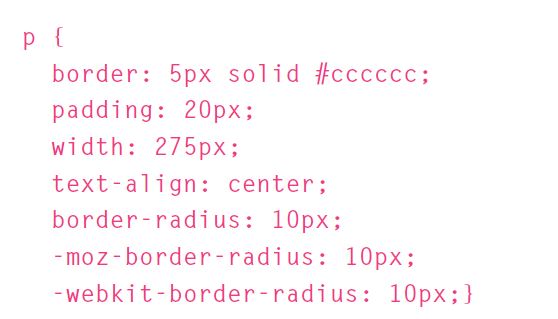 p {
  border: 5px solid #cccccc;
  padding: 20px;
  width: 275px;
  text-align: center;
  border-radius: 10px;
  -moz-border-radius: 10px;
  -webkit-border-radius: 10px;}